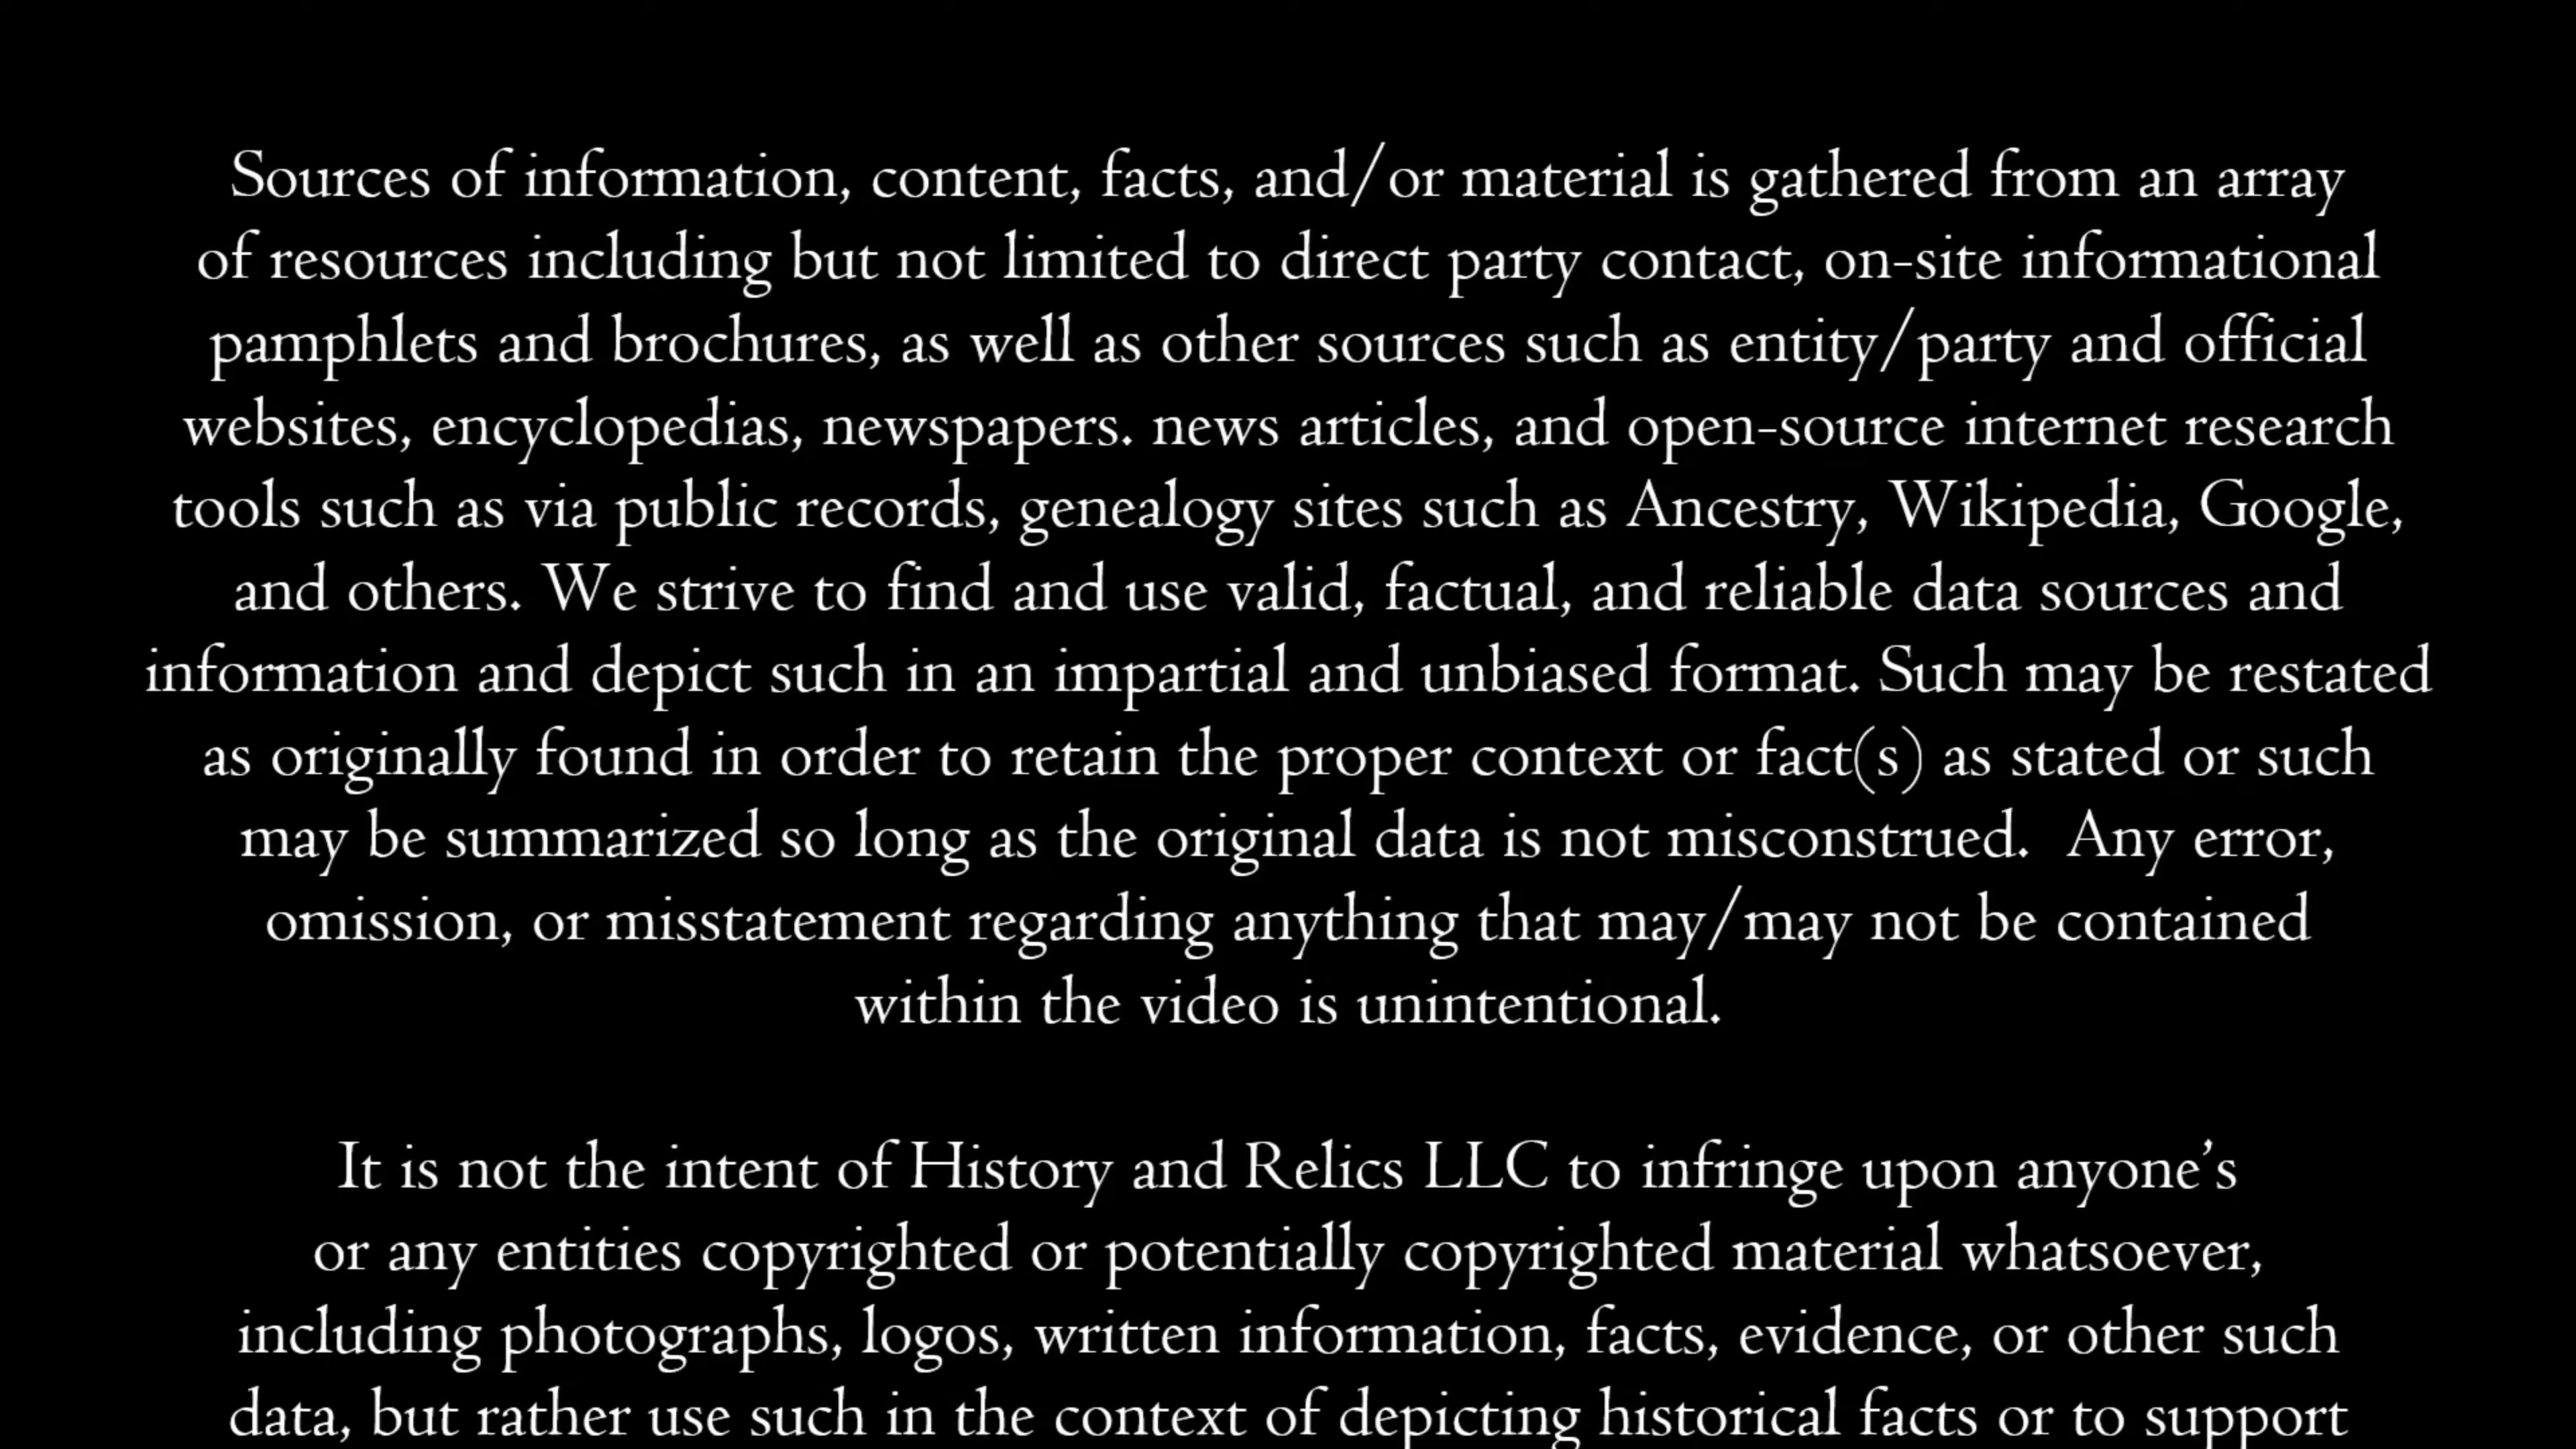 Sources of information, content, facts, and/or material is gathered from an array
of resources including but not limited to direct party contact, on-site informational
pamphlets and brochures, as well as other sources such as entity/party and official
websites, encyclopedias, newspapers. news articles, and open-source internet research
tools such as via public records, genealogy sites such as Ancestry, Wikipedia, Google,
and others. We strive to find and use valid, factual, and reliable data sources and
information and depict such in an impartial and unbiased format. Such may be restated
as originally found in order to retain the proper context or fact(s) as stated or such
may be summarized so long as the original data is not misconstrued.  Any error,
omission, or misstatement regarding anything that may/may not be contained
within the video is unintentional.
It is not the intent of History and Relics LLC to infringe upon anyone’s
or any entities copyrighted or potentially copyrighted material whatsoever,
including photographs, logos, written information, facts, evidence, or other such
data, but rather use such in the context of depicting historical facts or to support